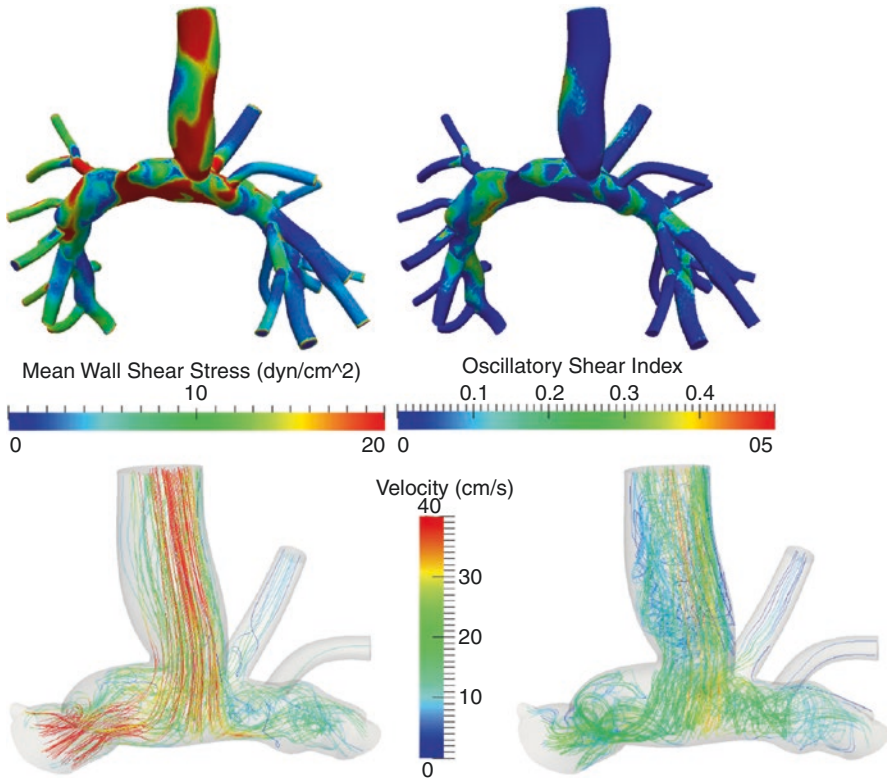 Mean Wall Shear Stress (dyn/cm^2)
10
0
20
Oscillatory Shear Index
0.1 0.2 0.3 0.4
0
05
Velocity (cm/s)
40
30
20
10
0